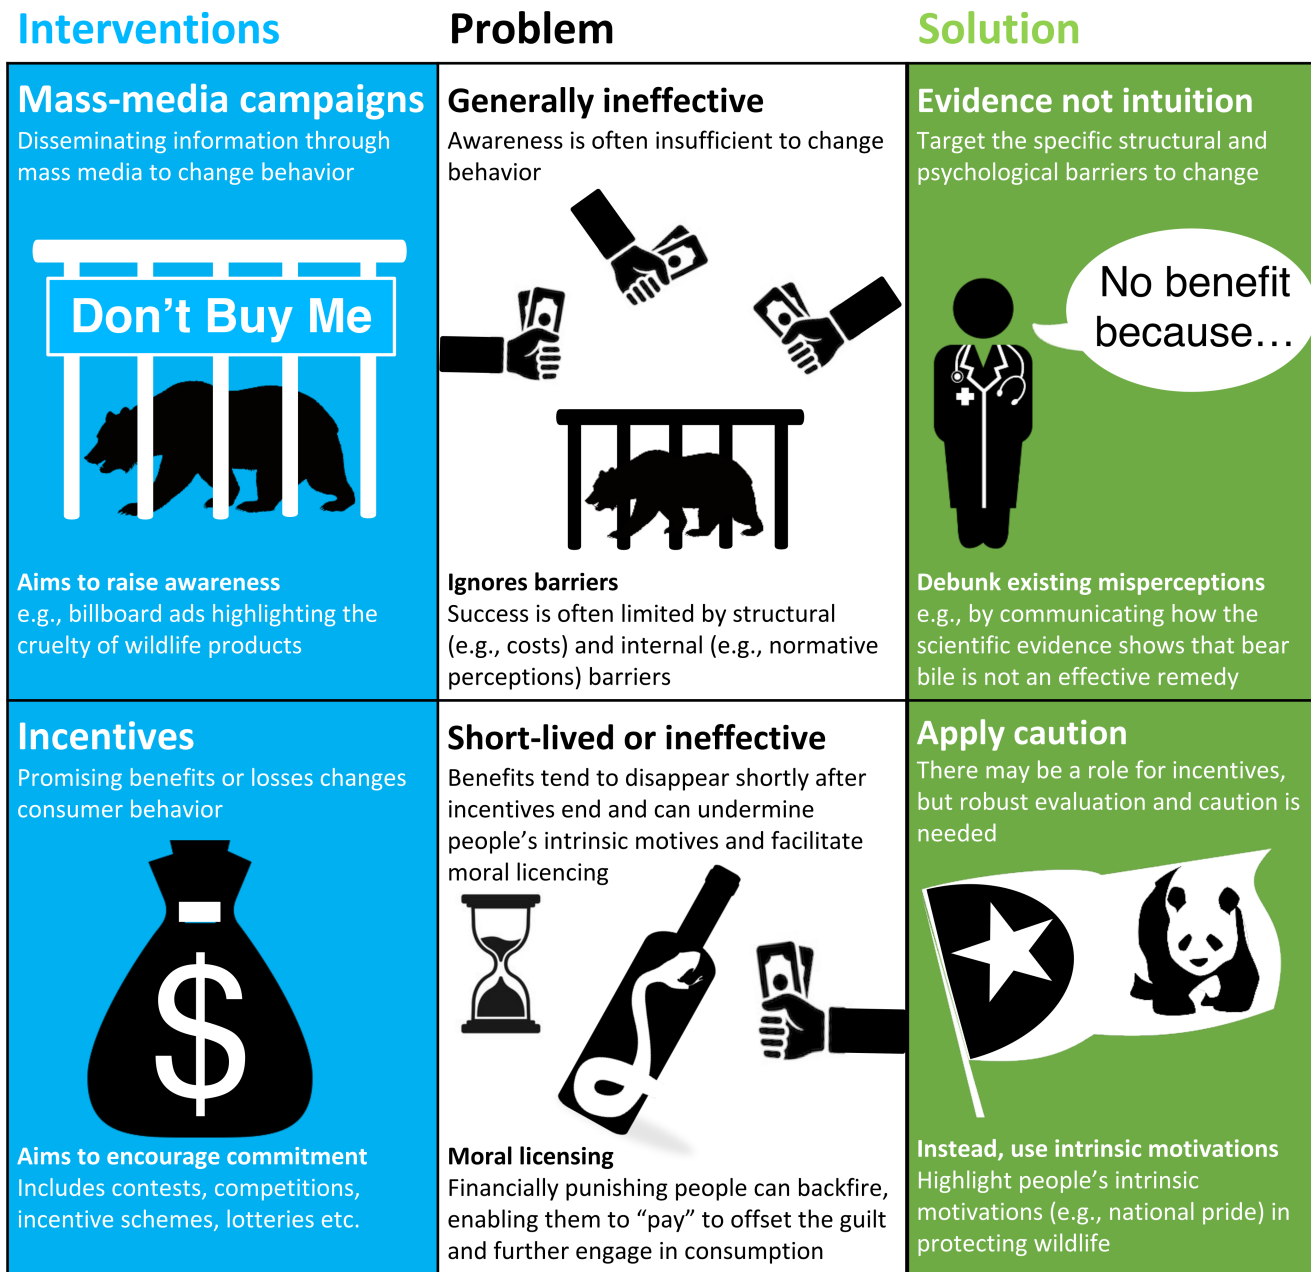 Interventions
Problem
Solution
Mass-media campaigns
Disseminating information through
mass media to change behavior
Don't Buy Me
Aims to raise awareness
e.g., billboard ads highlighting the
cruelty of wildlife products
Generally ineffective
Awareness is often insufficient to change
behavior
Ignores barriers
Success is often limited by structural
(e.g., costs) and internal (e.g., normative
perceptions) barriers
Evidence not intuition
Target the specific structural and
psychological barriers to change
No benefit
because…
Debunk existing misperceptions
e.g., by communicating how the
scientific evidence shows that bear
bile is not an effective remedy
Incentives
Promising benefits or losses changes
consumer behavior
$
Aims to encourage commitment
Includes contests, competitions,
incentive schemes, lotteries etc.
Short-lived or ineffective
Benefits tend to disappear shortly after
incentives end and can undermine
people's intrinsic motives and facilitate
moral licencing
Moral licensing
Financially punishing people can backfire,
enabling them to “pay” to offset the guilt
and further engage in consumption
Apply caution
There may be a role for incentives,
but robust evaluation and caution is
needed
Instead, use intrinsic motivations
Highlight people's intrinsic
motivations (e.g., national pride) in
protecting wildlife